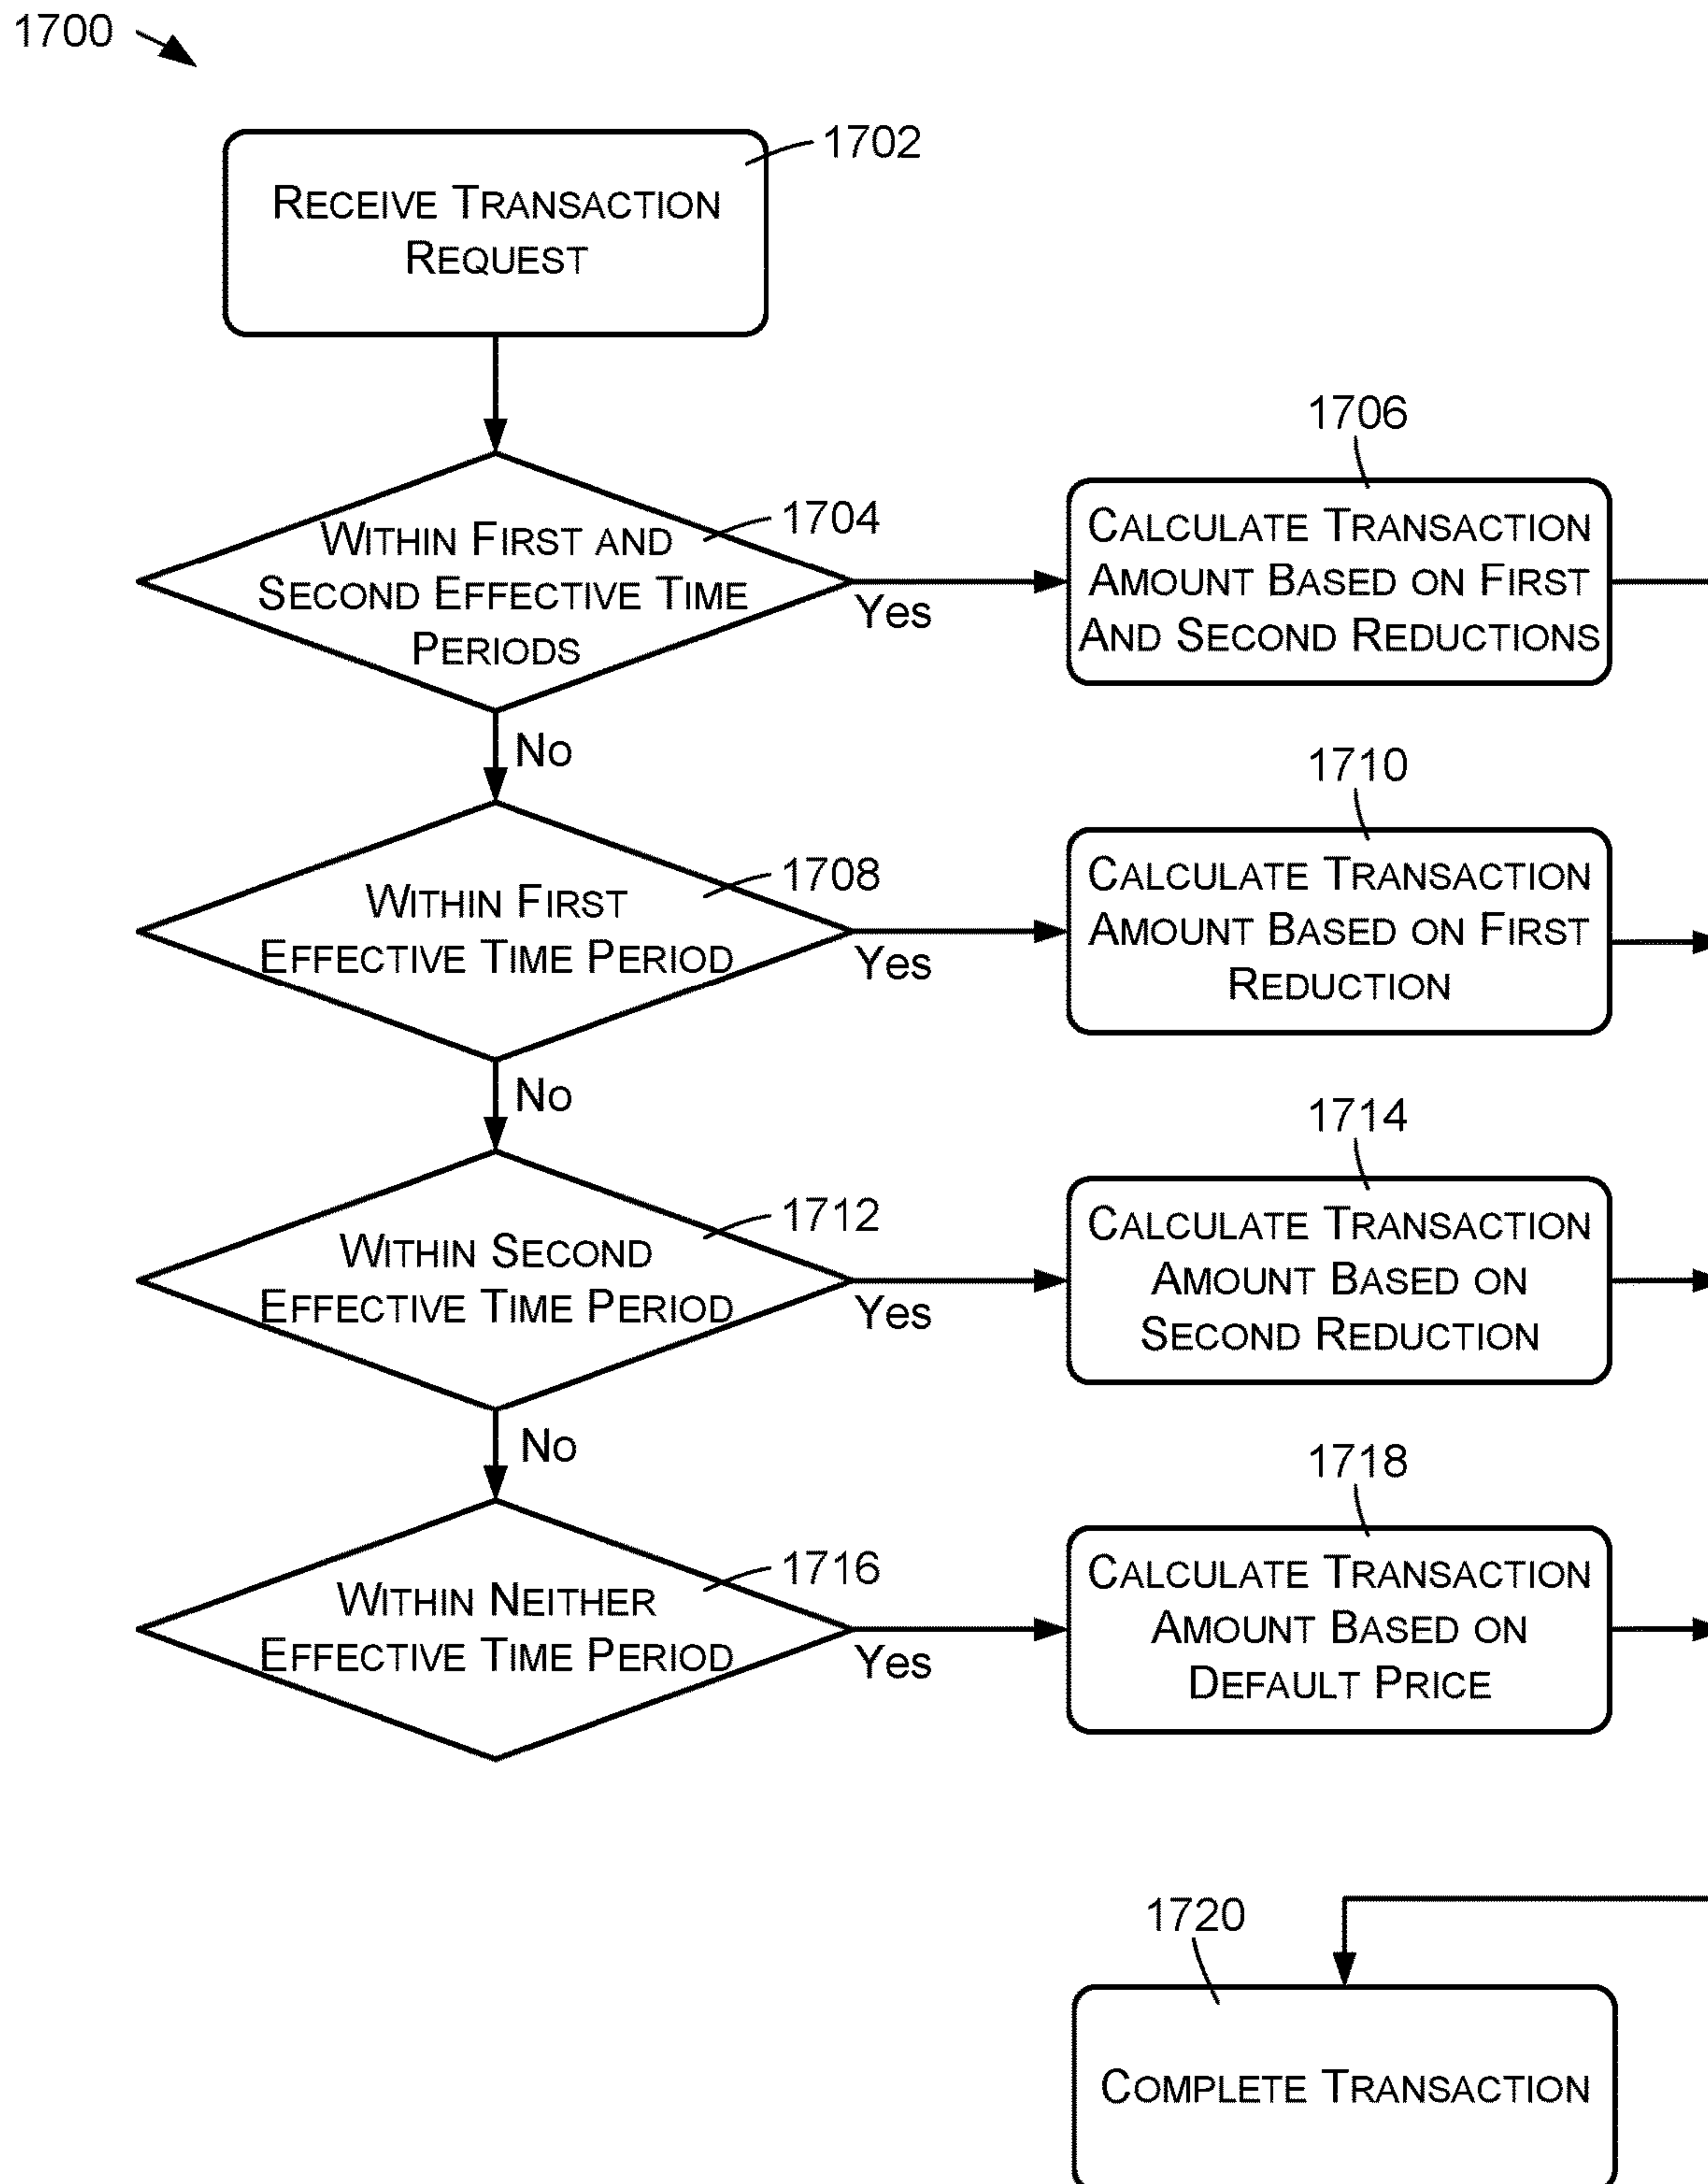 1700
1702
RECEIVE TRANSACTION
REQUEST
1704
WITHIN FIRST AND
SECOND EFFECTIVE TIME
PERIODS
Yes
No
1706
CALCULATE TRANSACTION
AMOUNT BASED ON FIRST
AND SECOND REDUCTIONS
1708
WITHIN FIRST
EFFECTIVE TIME PERIOD
Yes
No
1710
CALCULATE TRANSACTION
AMOUNT BASED ON FIRST
REDUCTION
1712
WITHIN SECOND
EFFECTIVE TIME PERIOD
Yes
No
1714
CALCULATE TRANSACTION
AMOUNT BASED ON
SECOND REDUCTION
1716
WITHIN NEITHER
EFFECTIVE TIME PERIOD
Yes
1718
CALCULATE TRANSACTION
AMOUNT BASED ON
DEFAULT PRICE
1720
COMPLETE TRANSACTION